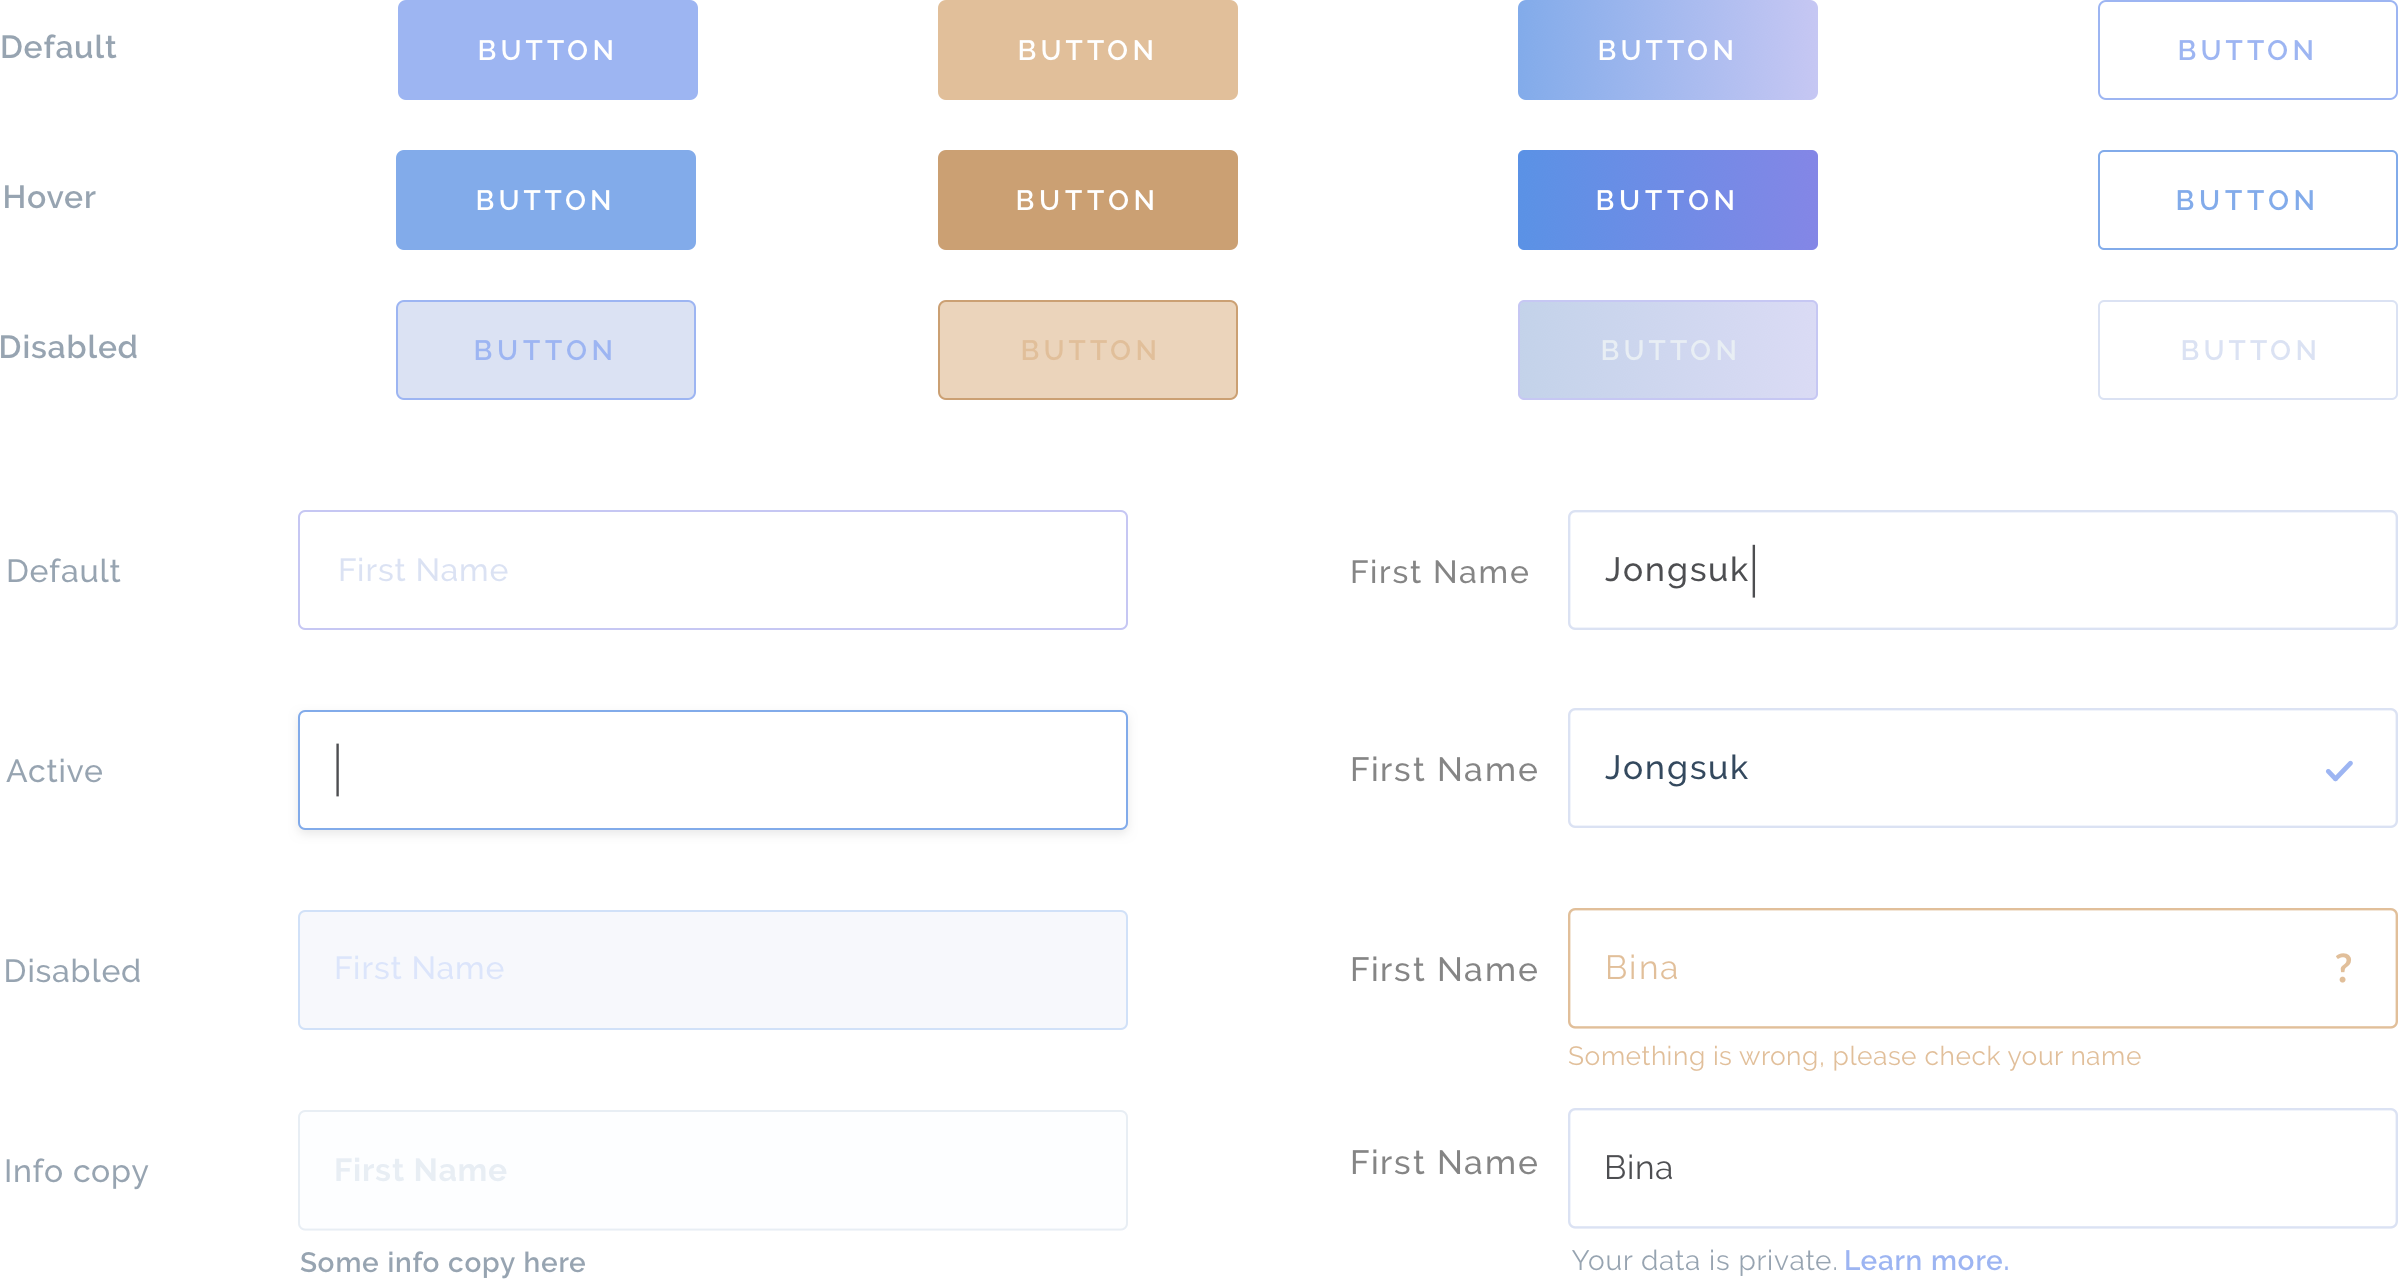 Default BUTTON BUTTON BUTTON BUTTON
Hover BUTTON BUTTON BUTTON BUTTON
Disabled BUTTON BUTTON BUTTON BUTTON
Default First Name First Name Jongsuk
Active First Name Jongsuk
Disabled First Name First Name Bina ?
Something is wrong, please check your name
Info copy First Name First Name Bina
Some info copy here Your data is private. Learn more.